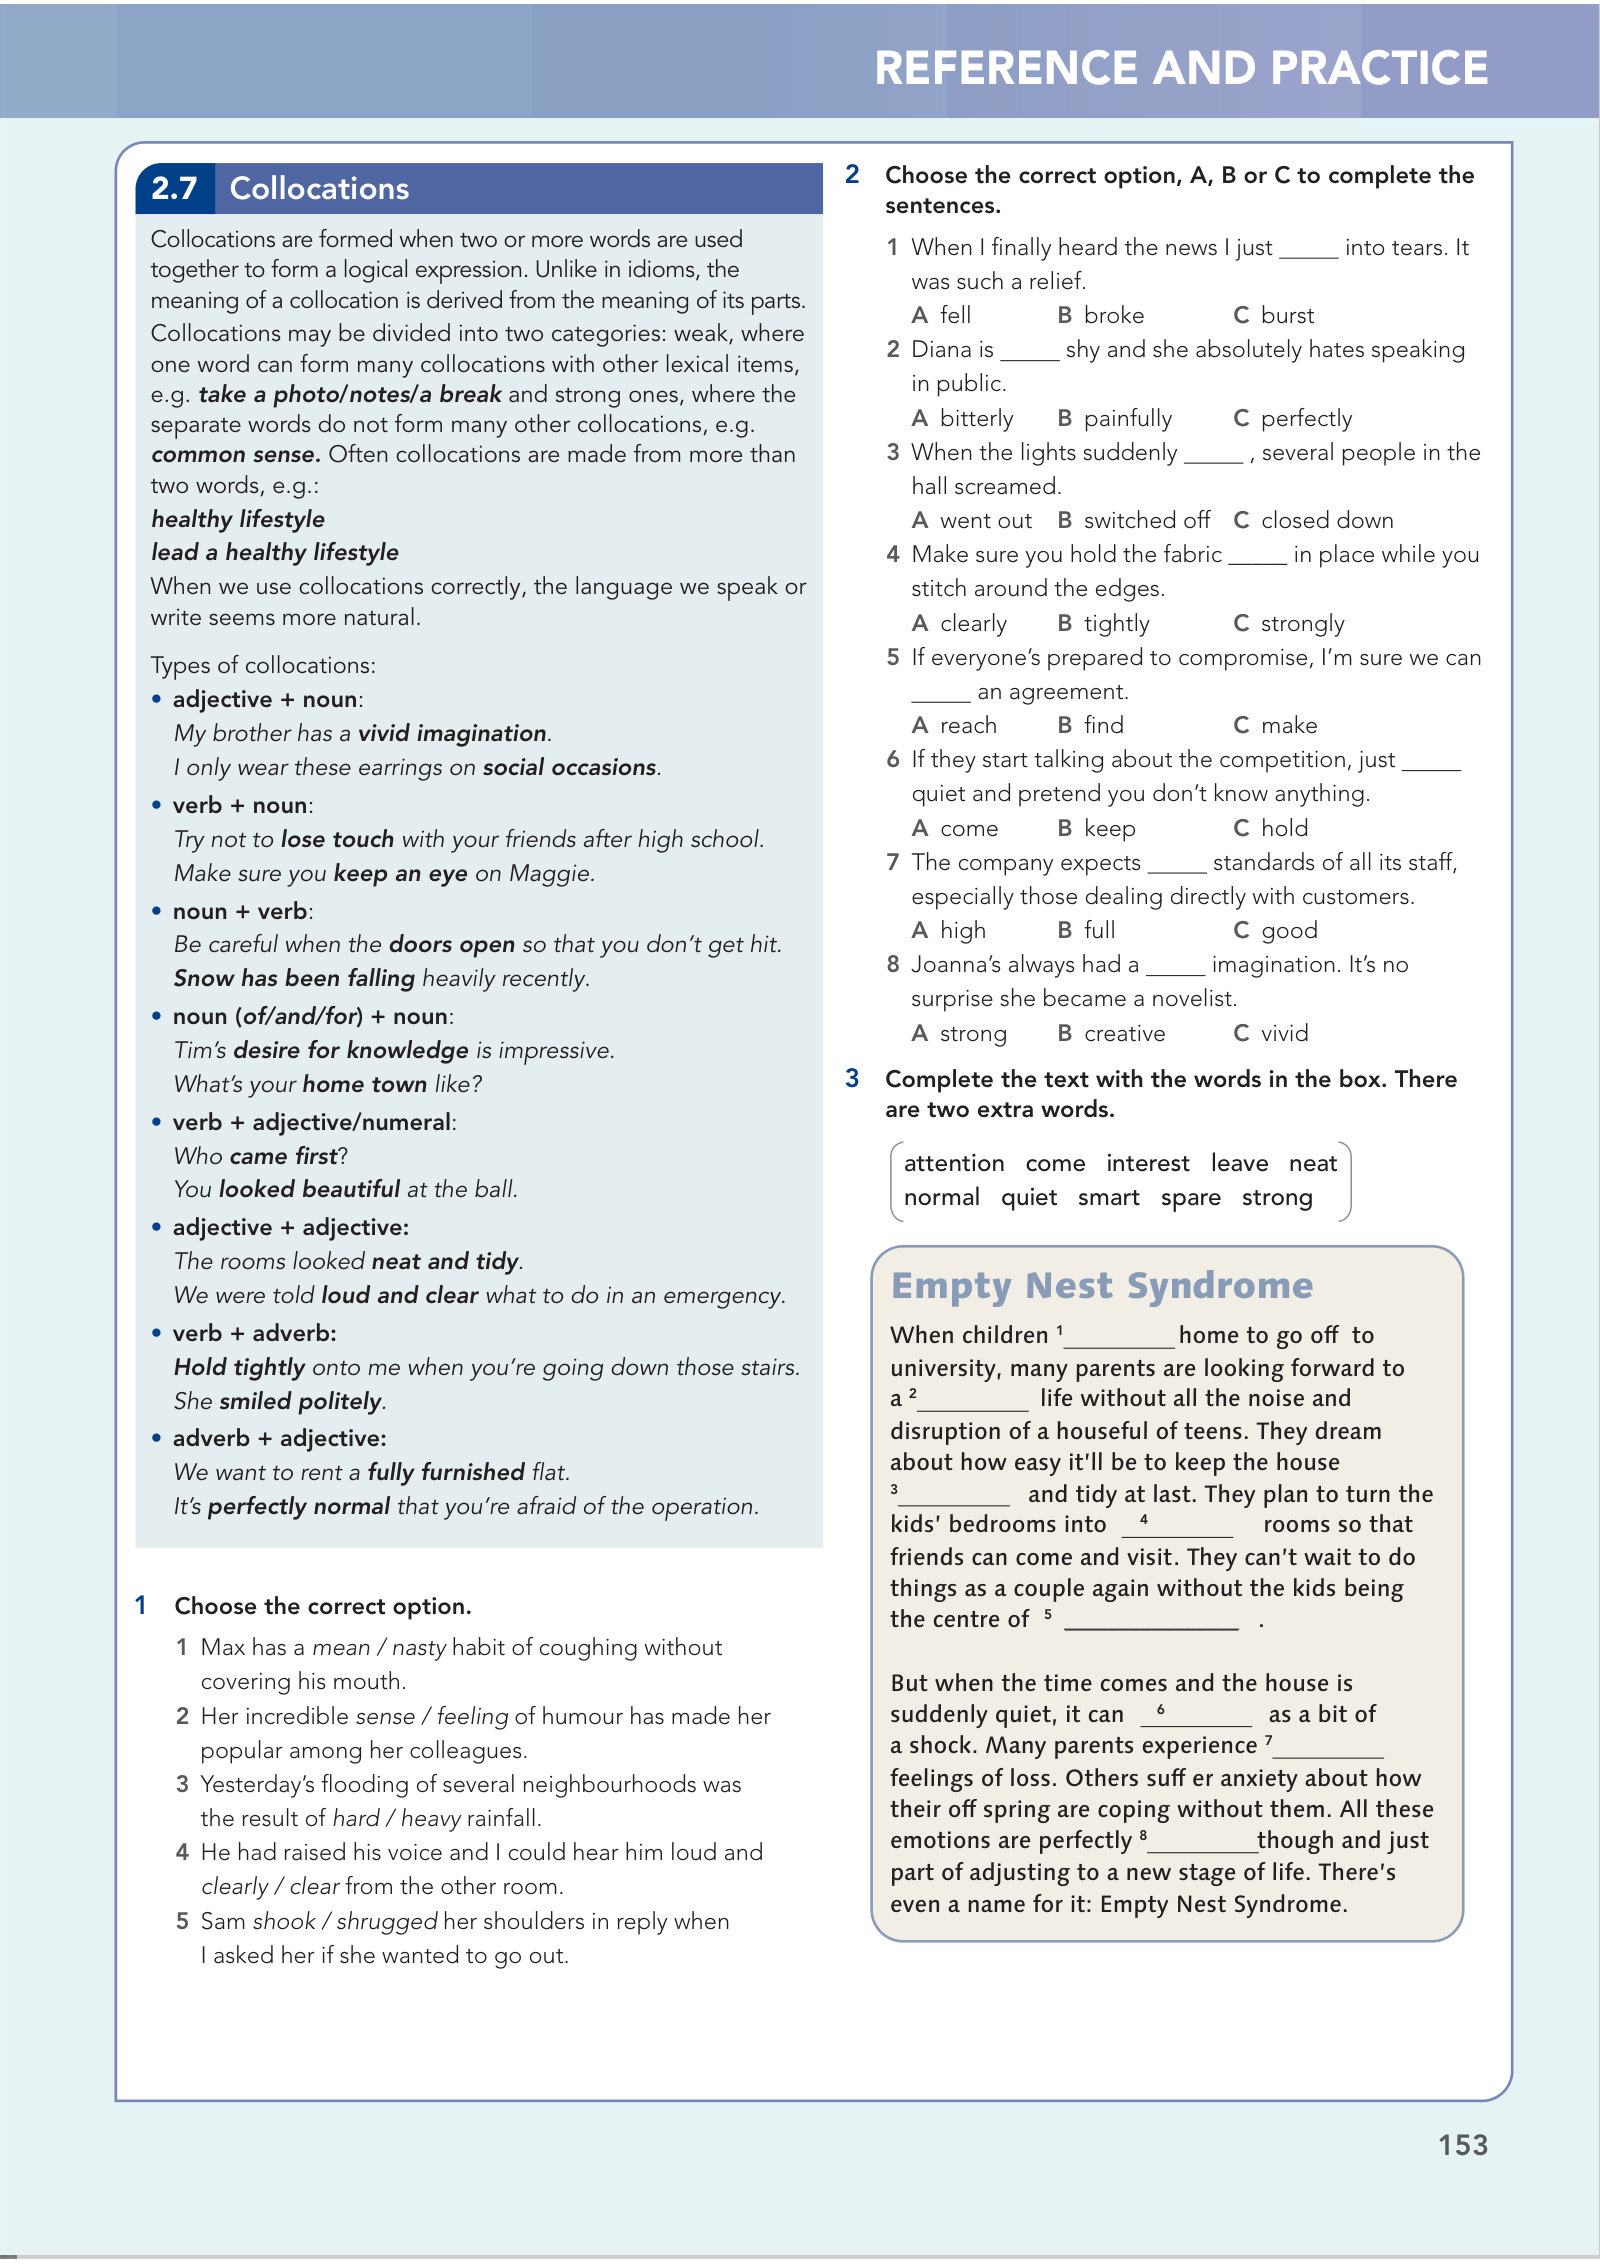 REFERENCE AND PRACTICE
2.7 Collocations
Collocations are formed when two or more words are used
together to form a logical expression. Unlike in idioms, the
meaning of a collocation is derived from the meaning of its parts.
Collocations may be divided into two categories: weak, where
one word can form many collocations with other lexical items,
e.g. take a photo/notes/a break and strong ones, where the
separate words do not form many other collocations, e.g.
common sense. Often collocations are made from more than
two words, e.g.:
healthy lifestyle
lead a healthy lifestyle
When we use collocations correctly, the language we speak or
write seems more natural.
Types of collocations:
• adjective + noun:
My brother has a vivid imagination.
I only wear these earrings on social occasions.
• verb + noun:
Try not to lose touch with your friends after high school.
Make sure you keep an eye on Maggie.
• noun + verb:
Be careful when the doors open so that you don't get hit.
Snow has been falling heavily recently.
• noun (of/and/for) + noun:
Tim's desire for knowledge is impressive.
What's your home town like?
• verb + adjective/numeral:
Who came first?
You looked beautiful at the ball.
• adjective + adjective:
The rooms looked neat and tidy.
We were told loud and clear what to do in an emergency.
• verb + adverb:
Hold tightly onto me when you're going down those stairs.
She smiled politely.
• adverb + adjective:
We want to rent a fully furnished flat.
It's perfectly normal that you're afraid of the operation.
1 Choose the correct option.
1 Max has a mean / nasty habit of coughing without
covering his mouth.
2 Her incredible sense / feeling of humour has made her
popular among her colleagues.
3 Yesterday's flooding of several neighbourhoods was
the result of hard / heavy rainfall.
4 He had raised his voice and I could hear him loud and
clearly / clear from the other room.
5 Sam shook / shrugged her shoulders in reply when
I asked her if she wanted to go out.
2 Choose the correct option, A, B or C to complete the
sentences.
1 When I finally heard the news I just _____ into tears. It
was such a relief.
A fell B broke C burst
2 Diana is _____ shy and she absolutely hates speaking
in public.
A bitterly B painfully C perfectly
3 When the lights suddenly _____ , several people in the
hall screamed.
A went out B switched off C closed down
4 Make sure you hold the fabric _____ in place while you
stitch around the edges.
A clearly B tightly C strongly
5 If everyone's prepared to compromise, I'm sure we can
_____ an agreement.
A reach B find C make
6 If they start talking about the competition, just _____
quiet and pretend you don't know anything.
A come B keep C hold
7 The company expects _____ standards of all its staff,
especially those dealing directly with customers.
A high B full C good
8 Joanna's always had a _____ imagination. It's no
surprise she became a novelist.
A strong B creative C vivid
3 Complete the text with the words in the box. There
are two extra words.
attention come interest leave neat
normal quiet smart spare strong
Empty Nest Syndrome
When children 1_________ home to go off to
university, many parents are looking forward to
a 2_________ life without all the noise and
disruption of a houseful of teens. They dream
about how easy it'll be to keep the house
3_________ and tidy at last. They plan to turn the
kids' bedrooms into 4_________ rooms so that
friends can come and visit. They can't wait to do
things as a couple again without the kids being
the centre of 5 ______________ .
But when the time comes and the house is
suddenly quiet, it can 6_________ as a bit of
a shock. Many parents experience 7_________
feelings of loss. Others suff er anxiety about how
their off spring are coping without them. All these
emotions are perfectly 8_________though and just
part of adjusting to a new stage of life. There's
even a name for it: Empty Nest Syndrome.
153